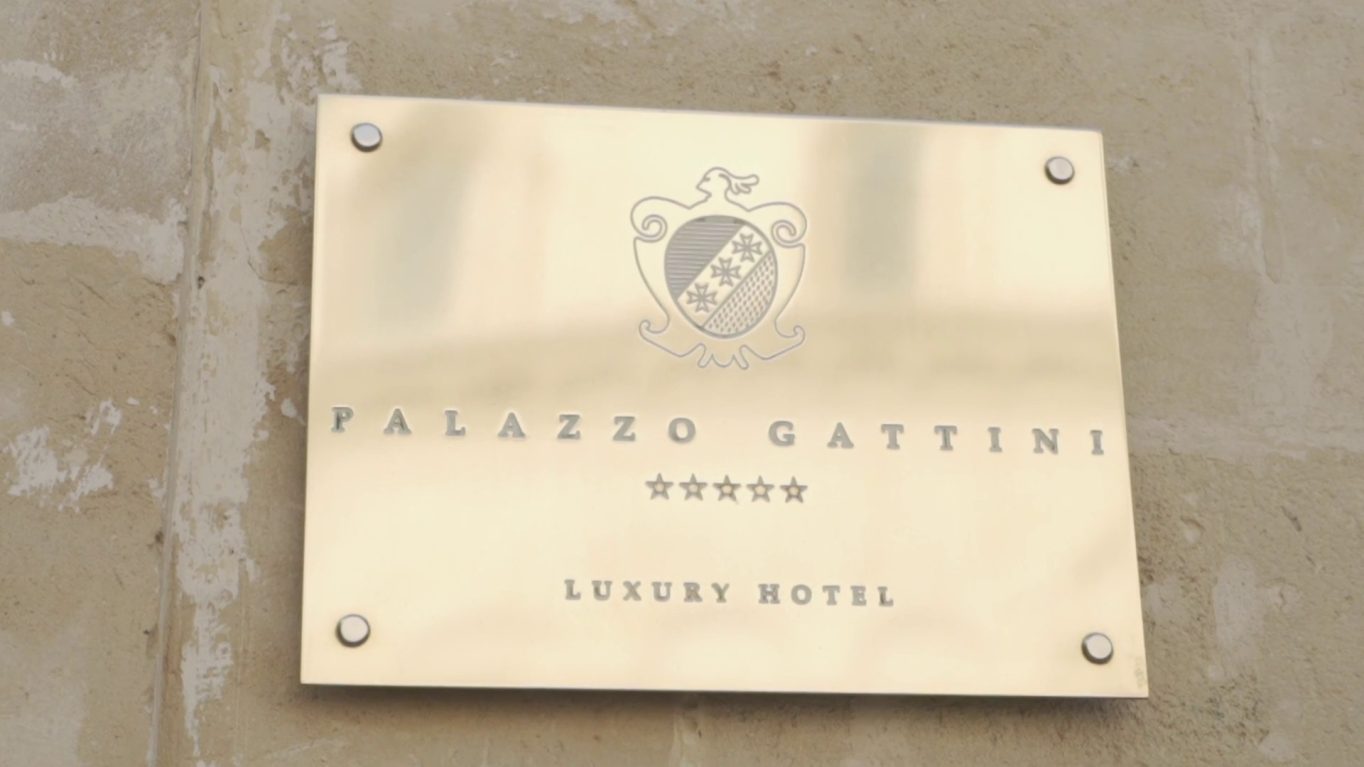 PALAZZO GATTINI
★★★★★
LUXURY HOTEL